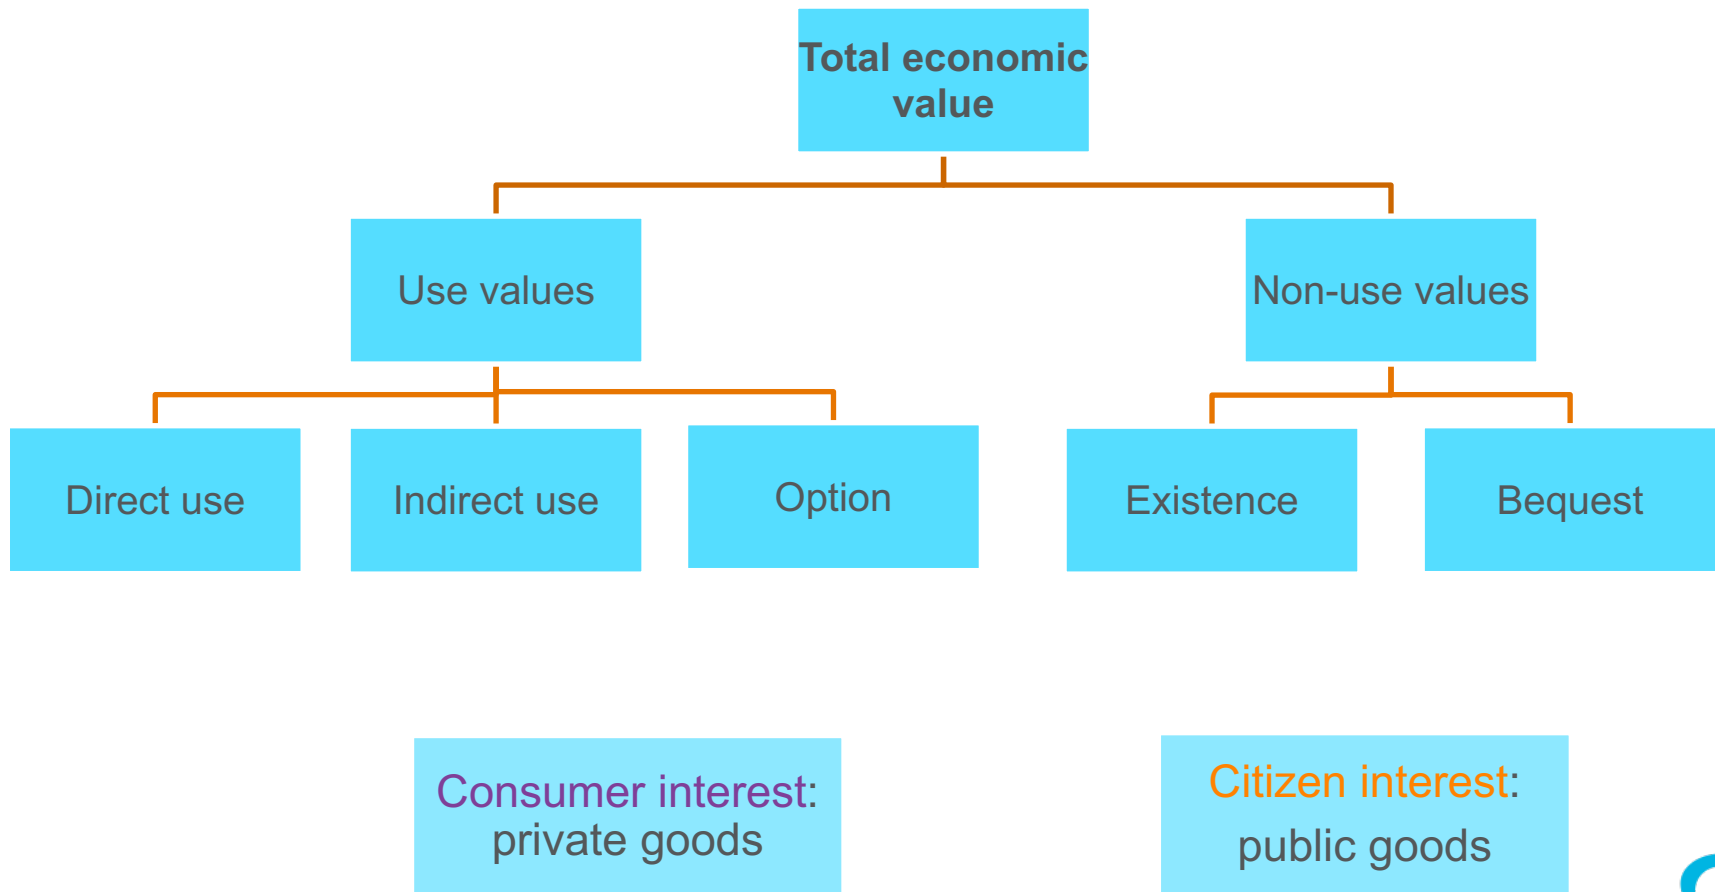 Total economic
value
Use values
Non-use values
Direct use
Indirect use
Option
Existence
Bequest
Consumer interest:
private goods
Citizen interest:
public goods